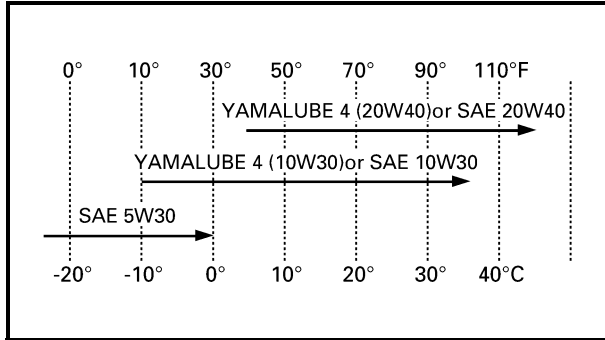 0° 10° 30° 50° 70° 90° 110°F
YAMALUBE 4 (20W40)or SAE 20W40
YAMALUBE 4 (10W30)or SAE 10W30
SAE 5W30
-20° -10° 0° 10° 20° 30° 40°C